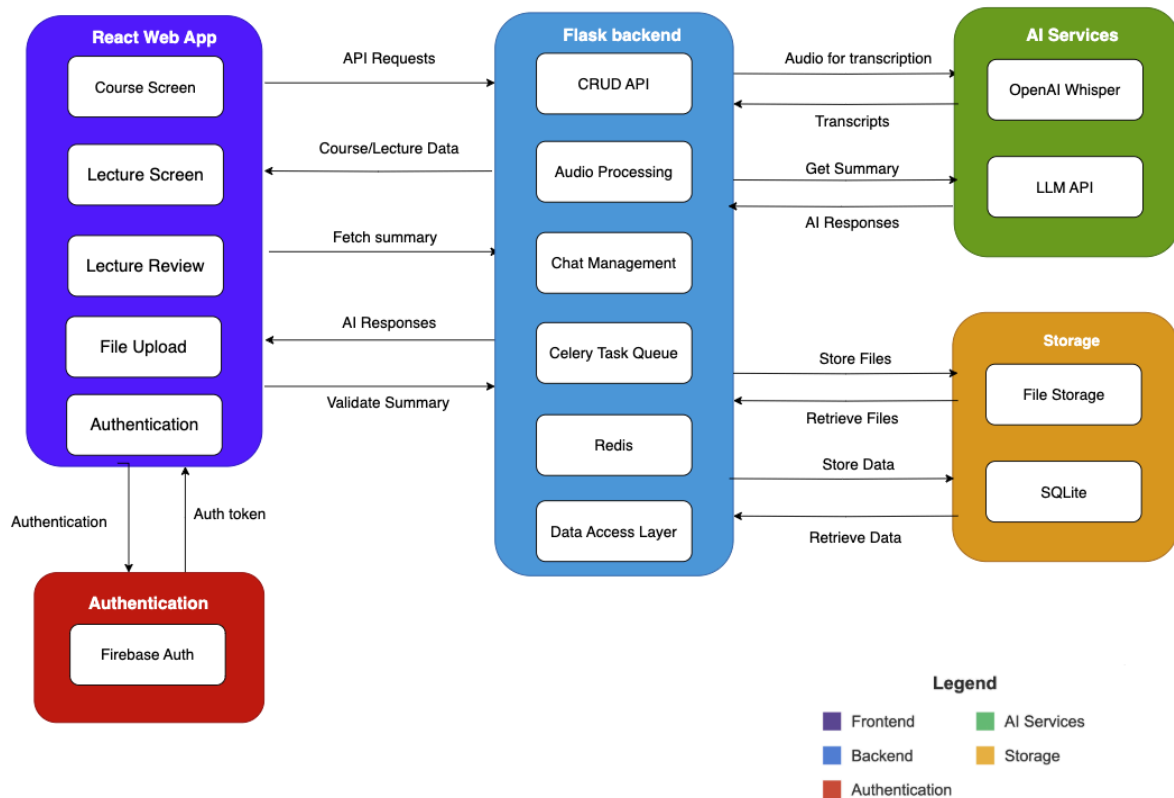 React Web App
Course Screen
Lecture Screen
Lecture Review
File Upload
Authentication
API Requests
Course/Lecture Data
Fetch summary
AI Responses
Validate Summary
Flask backend
CRUD API
Audio Processing
Chat Management
Celery Task Queue
Redis
Data Access Layer
Audio for transcription
Transcripts
Get Summary
AI Responses
AI Services
OpenAI Whisper
LLM API
Store Files
Retrieve Files
Store Data
Retrieve Data
Storage
File Storage
SQLite
Authentication
Auth token
Authentication
Firebase Auth
Legend
Frontend
AI Services
Backend
Storage
Authentication